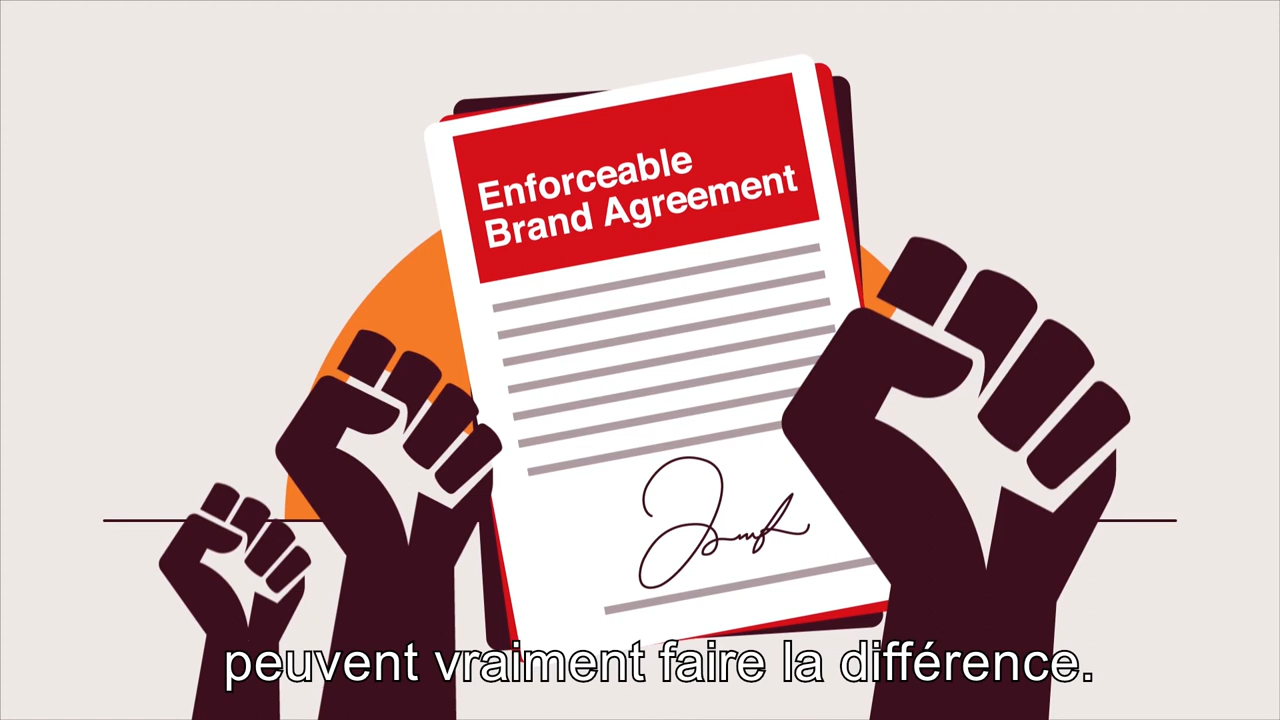 Enforceable
Brand Agreement
peuvent vraiment faire la différence.